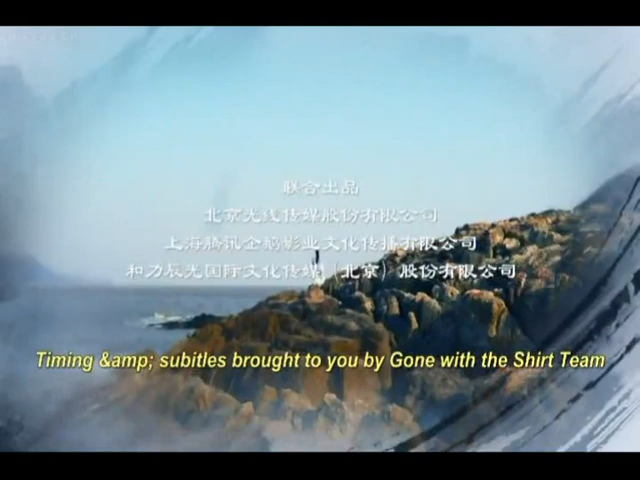 联合出品
北京光线传媒股份有限公司
上海腾讯企鹅影业文化传播有限公司
和力辰光国际文化传媒（北京）股份有限公司
Timing &amp; subitles brought to you by Gone with the Shirt Team